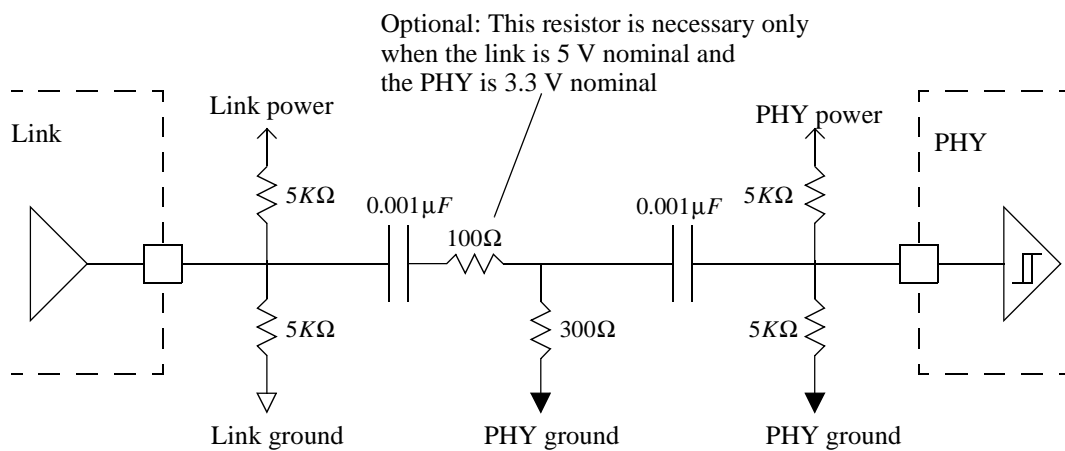 Optional: This resistor is necessary only
when the link is 5 V nominal and
the PHY is 3.3 V nominal
Link power
PHY power
Link
PHY
5KΩ
0.001μF
100Ω
0.001μF
5KΩ
5KΩ
300Ω
5KΩ
Link ground
PHY ground
PHY ground